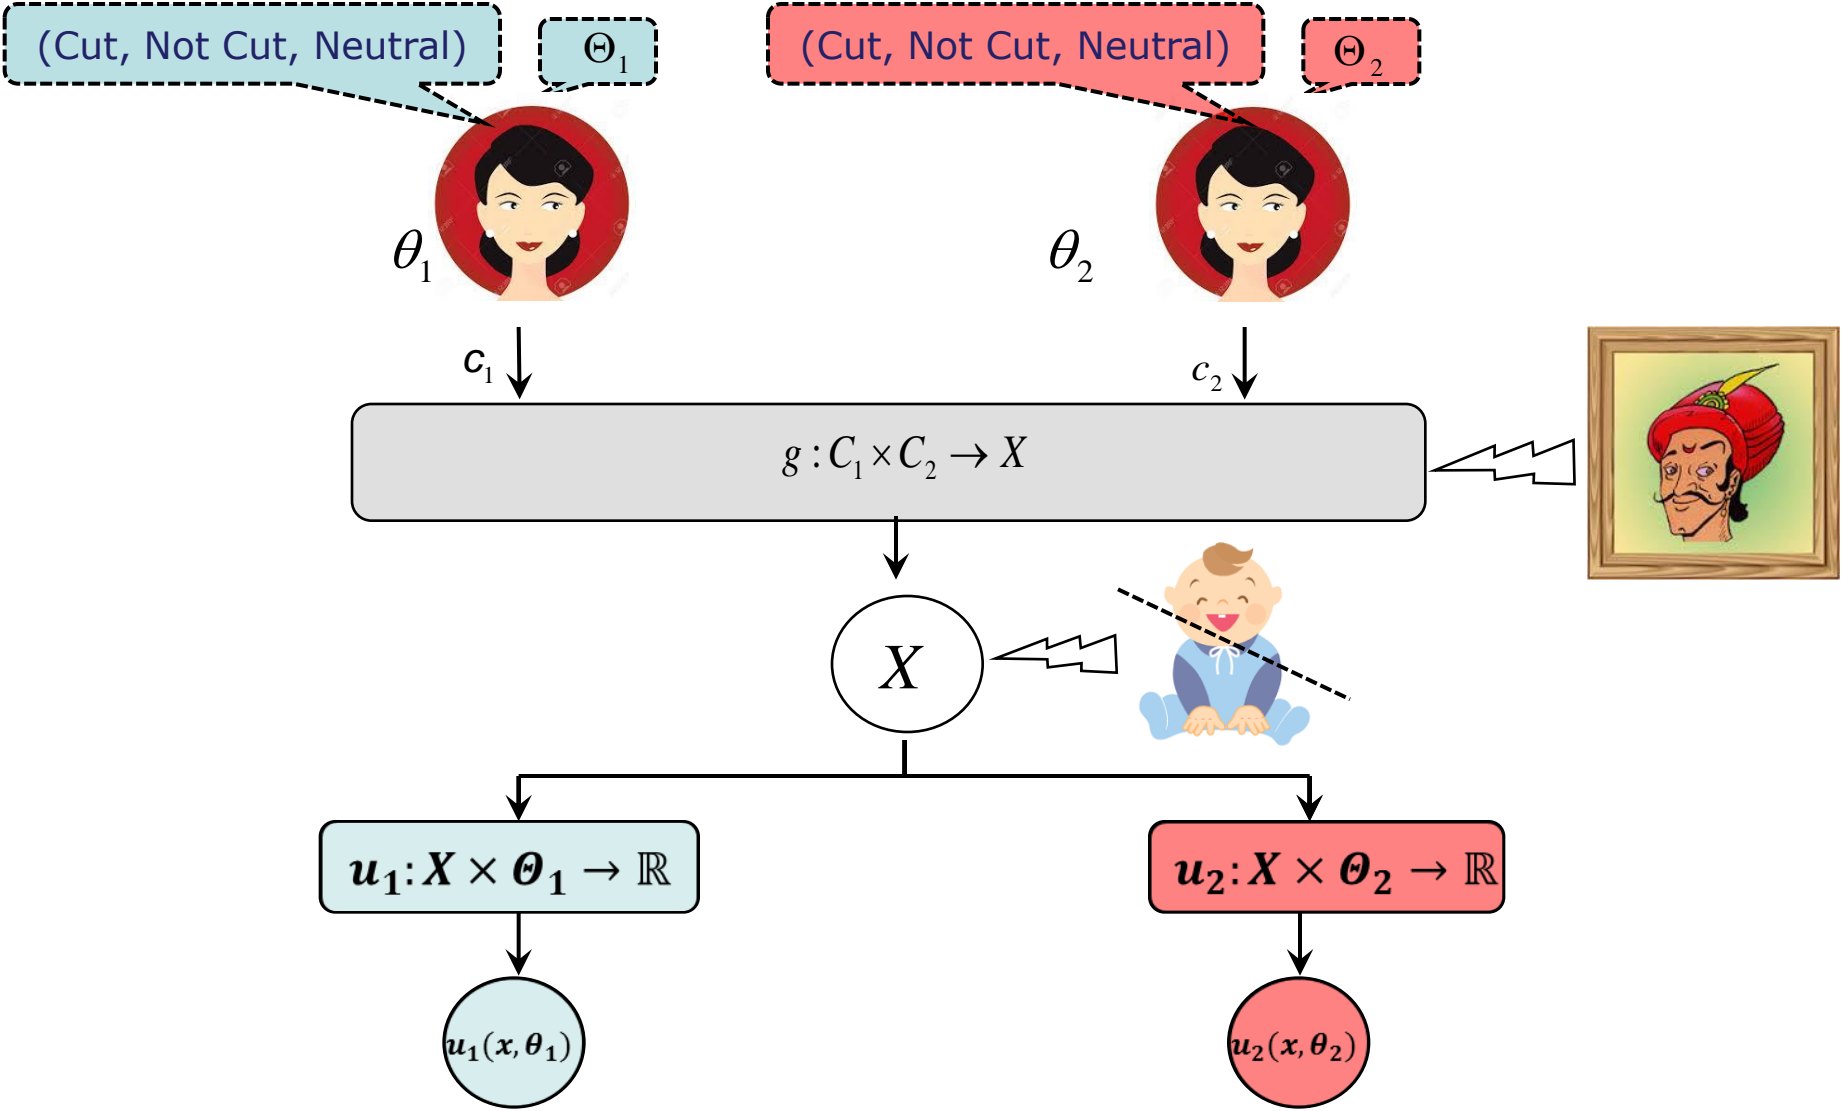 (Cut, Not Cut, Neutral)
Θ₁
(Cut, Not Cut, Neutral)
Θ₂
θ₁
θ₂
c₁
c₂
g : C₁ × C₂ → X
X
u₁: X × Θ₁ → ℝ
u₂: X × Θ₂ → ℝ
u₁(x, θ₁)
u₂(x, θ₂)